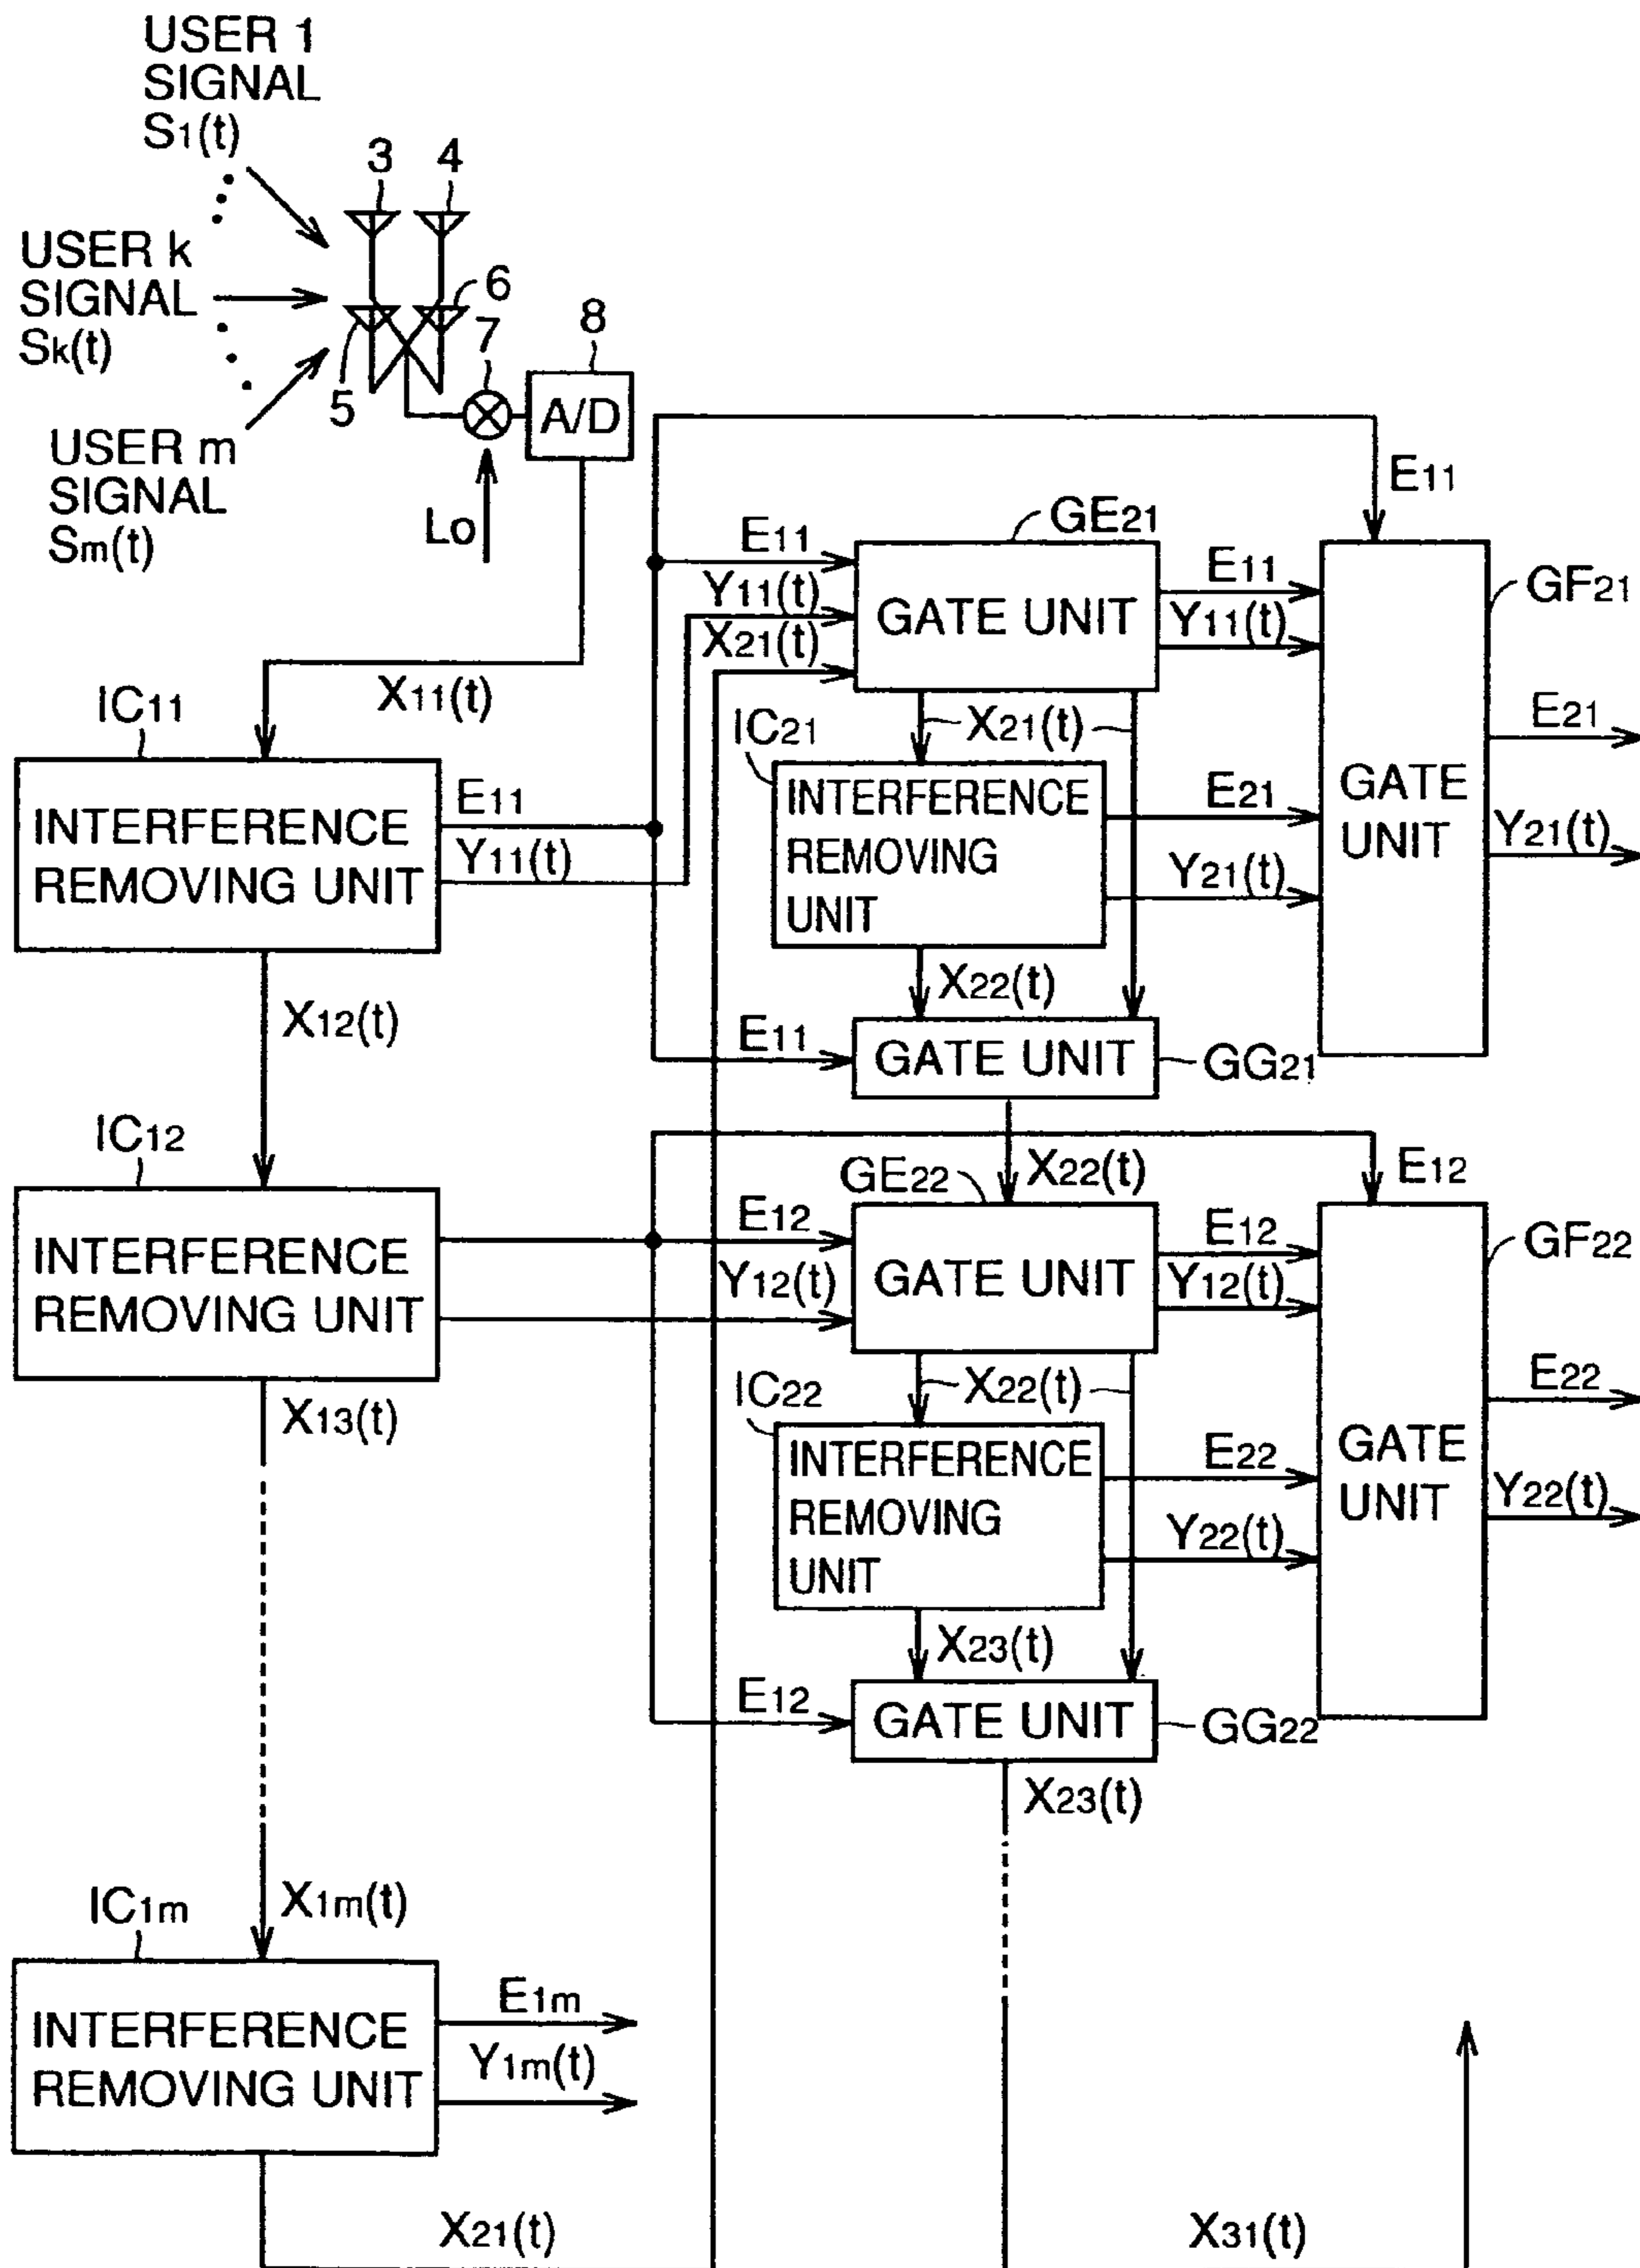 USER 1
SIGNAL
S1(t)
3
4
USER k
SIGNAL
Sk(t)
6
7
8
5
A/D
USER m
SIGNAL
Sm(t)
Lo
E11
GE21
E11
Y11(t)
X21(t)
GATE UNIT
E11
Y11(t)
GF21
X11(t)
IC11
IC21
X21(t)
E21
INTERFERENCE
REMOVING UNIT
E11
Y11(t)
INTERFERENCE
REMOVING
UNIT
E21
Y21(t)
GATE
UNIT
Y21(t)
X22(t)
X12(t)
E11
GATE UNIT
GG21
IC12
X22(t)
E12
GE22
INTERFERENCE
REMOVING UNIT
E12
Y12(t)
GATE UNIT
E12
Y12(t)
GF22
X13(t)
IC22
X22(t)
E22
INTERFERENCE
REMOVING
UNIT
E22
Y22(t)
GATE
UNIT
Y22(t)
X23(t)
E12
GATE UNIT
GG22
X23(t)
IC1m
X1m(t)
INTERFERENCE
REMOVING UNIT
E1m
Y1m(t)
X21(t)
X31(t)